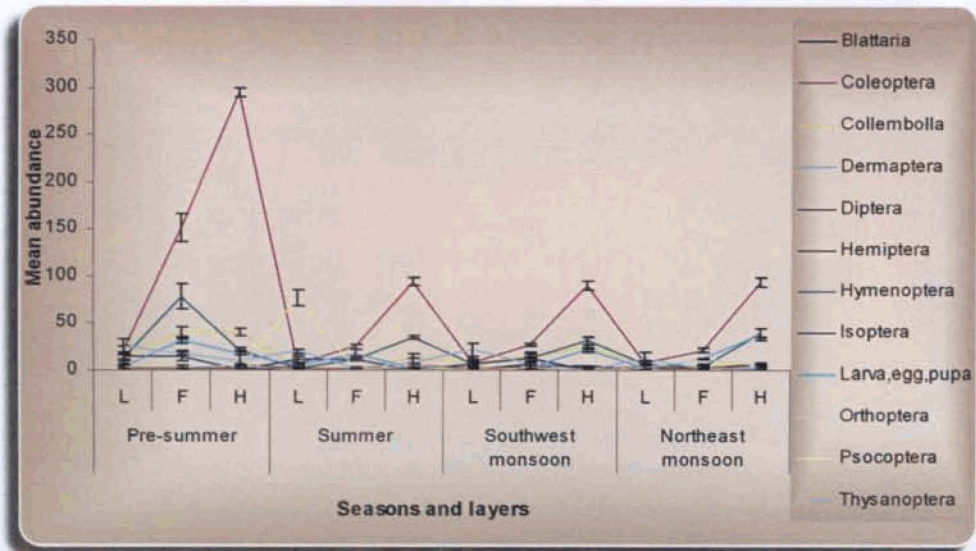 350
300
250
200
150
100
50
0
Mean abundance
L F H L F H L F H L F H
Pre-summer Summer Southwest monsoon Northeast monsoon
Seasons and layers
Blattaria
Coleoptera
Collembolla
Dermaptera
Diptera
Hemiptera
Hymenoptera
Isoptera
Larva,egg,pupa
Orthoptera
Psocoptera
Thysanoptera